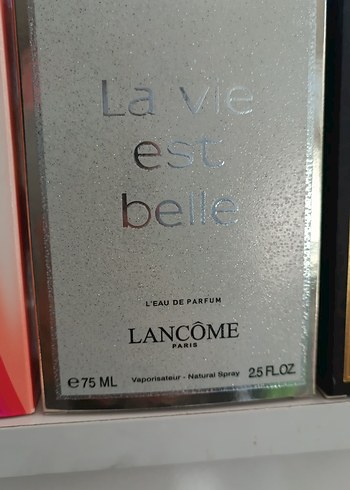 La vie
est
belle
L'EAU DE PARFUM
LANCÔME
PARIS
℮75 ML Vaporisateur - Natural Spray 2.5 FL.OZ.